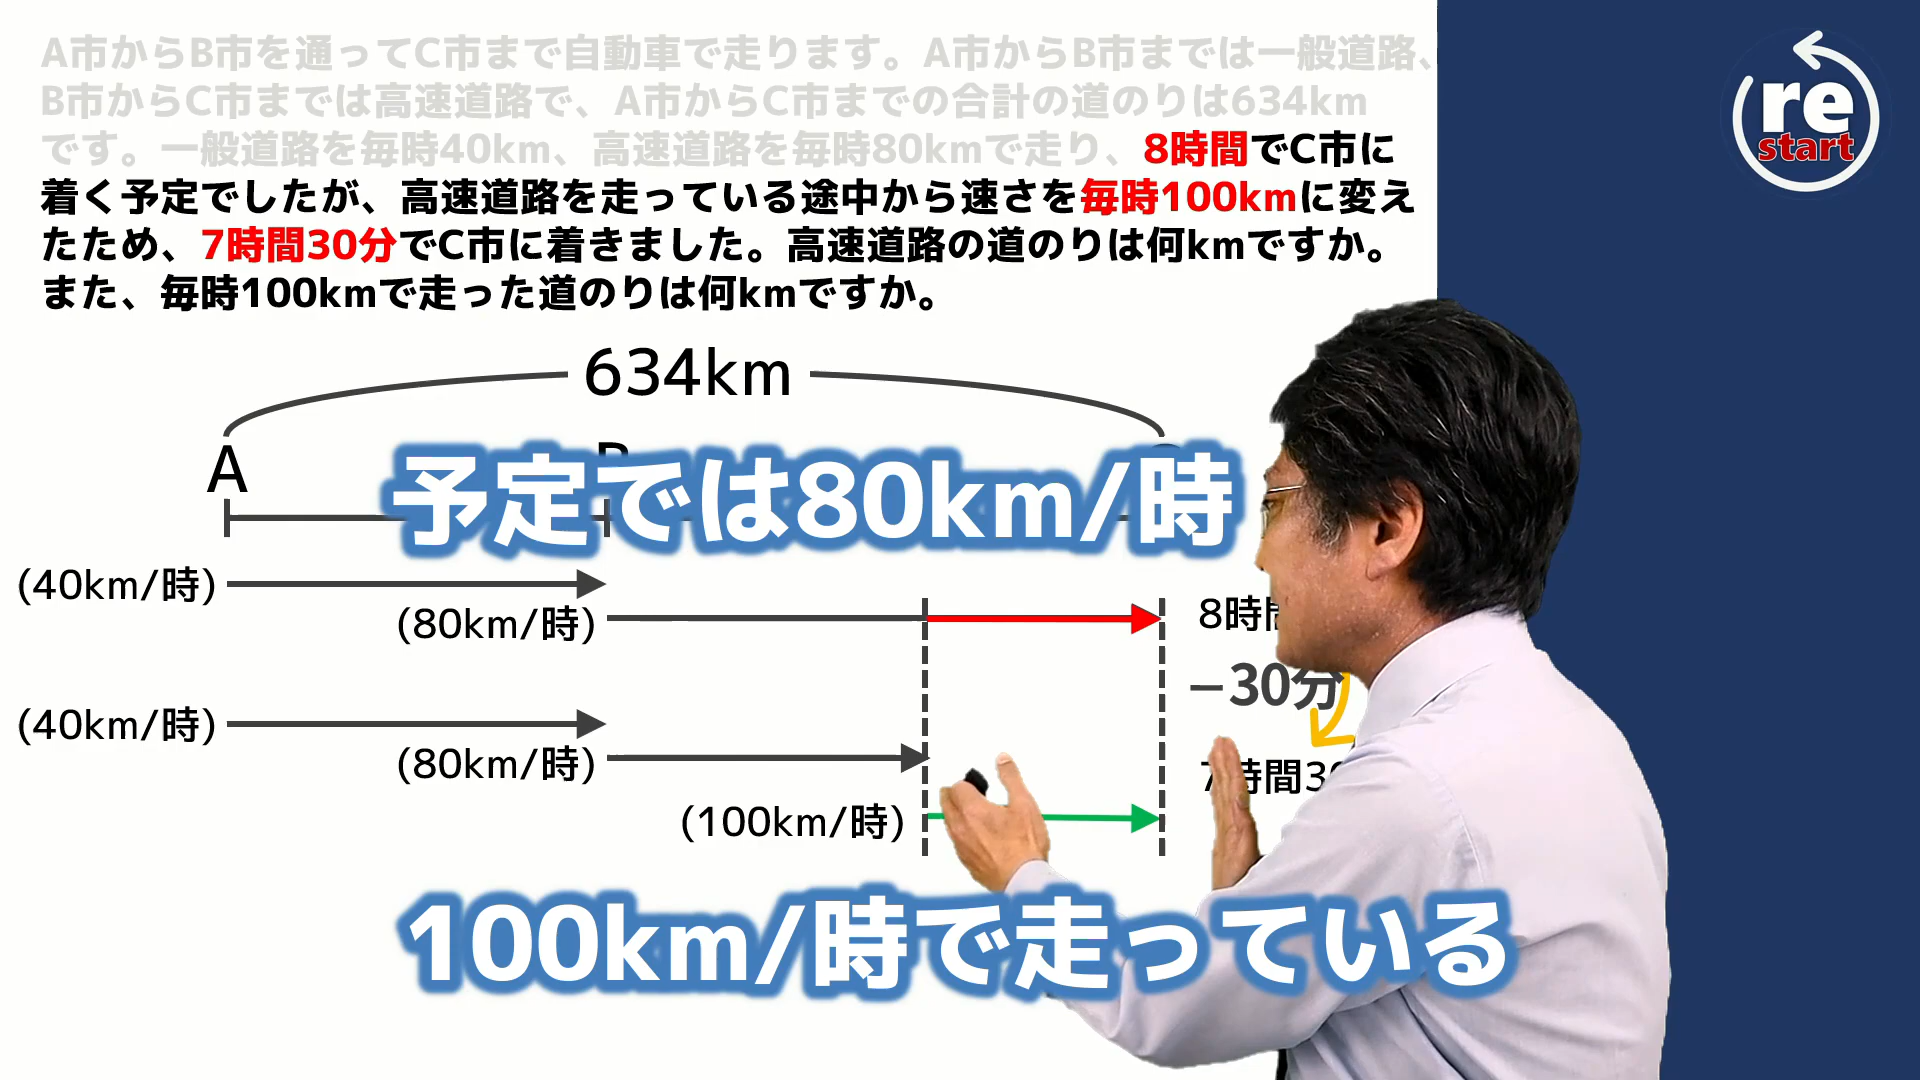 A市からB市を通ってC市まで自動車で走ります。A市からB市までは一般道路、
B市からC市までは高速道路で、A市からC市までの合計の道のりは634km
です。一般道路を毎時40km、高速道路を毎時80kmで走り、8時間でC市に
着く予定でしたが、高速道路を走っている途中から速さを毎時100kmに変え
たため、7時間30分でC市に着きました。高速道路の道のりは何kmですか。
また、毎時100kmで走った道のりは何kmですか。
re
start
634km
A
予定では80km/時
(40km/時)
(80km/時)
8時間
−30分
(40km/時)
(80km/時)
7時間3
(100km/時)
100km/時で走っている